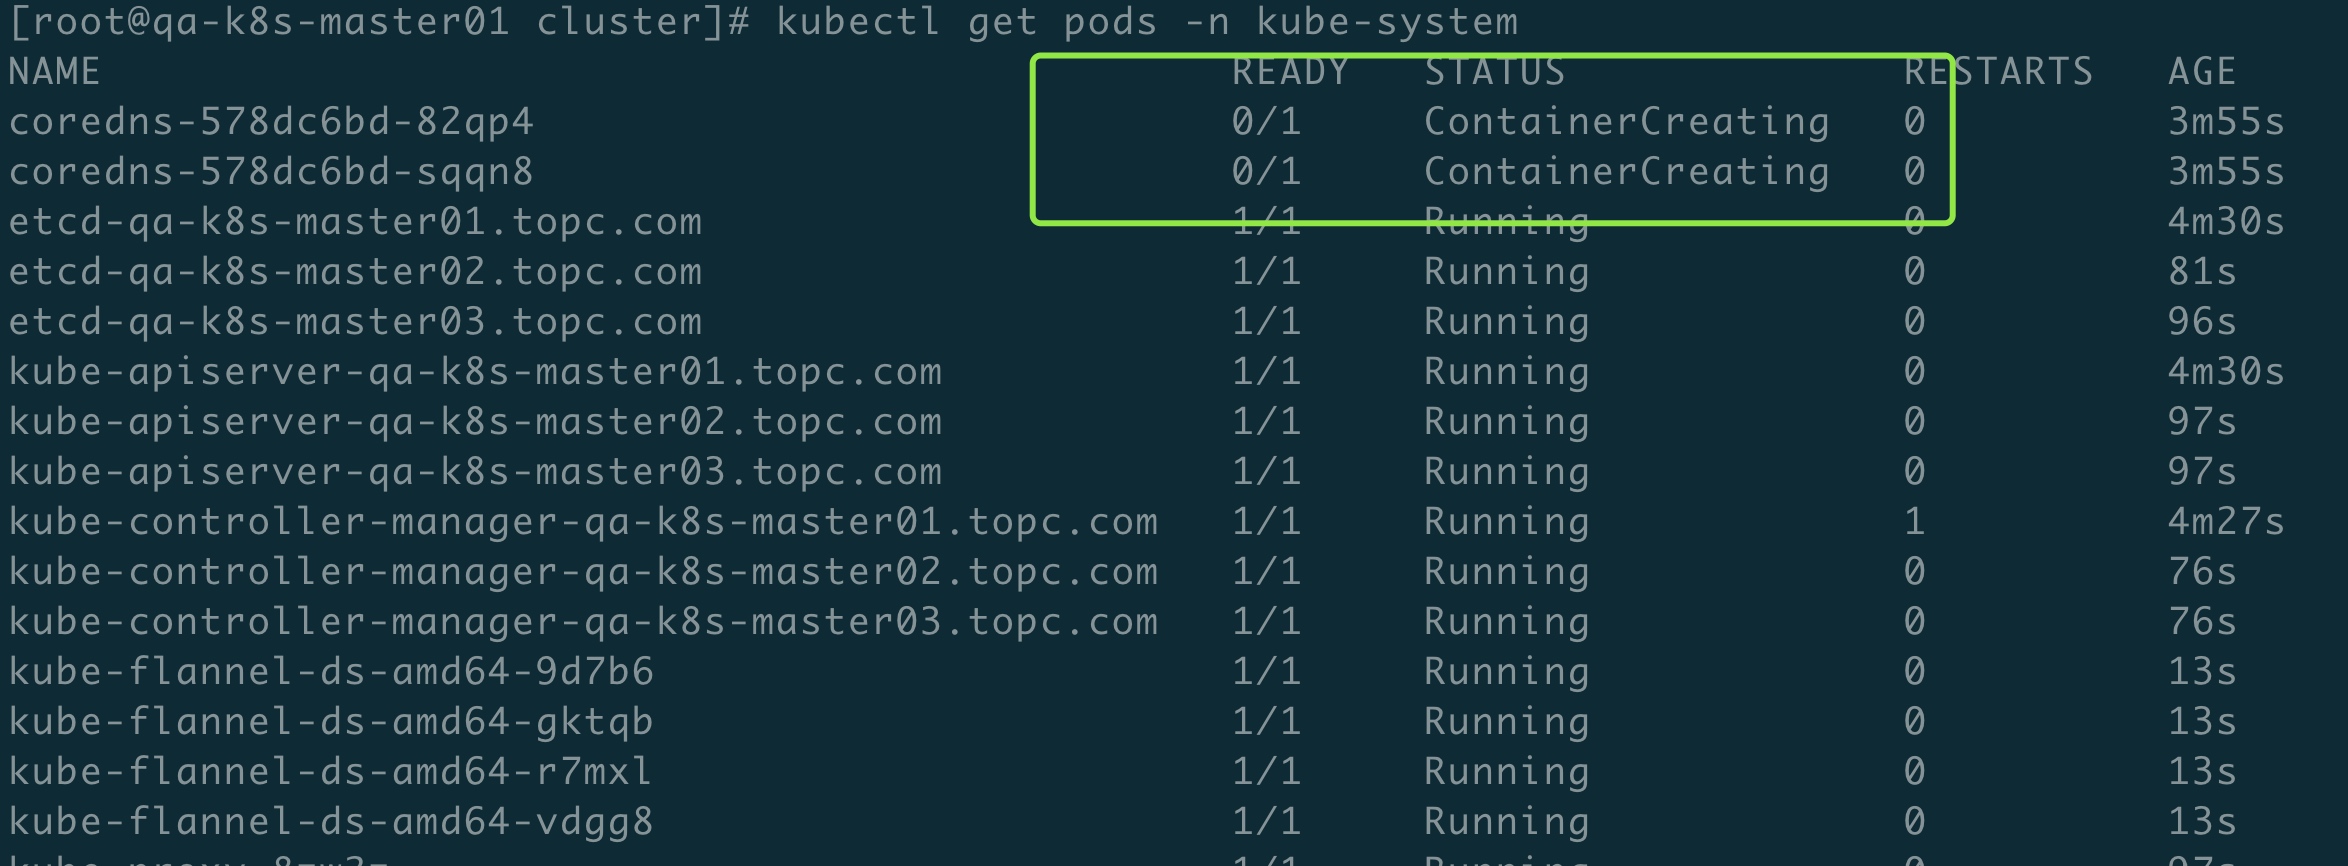 [root@qa-k8s-master01 cluster]# kubectl get pods -n kube-system
NAME READY STATUS RESTARTS AGE
coredns-578dc6bd-82qp4 0/1 ContainerCreating 0 3m55s
coredns-578dc6bd-sqqn8 0/1 ContainerCreating 0 3m55s
etcd-qa-k8s-master01.topc.com 1/1 Running 0 4m30s
etcd-qa-k8s-master02.topc.com 1/1 Running 0 81s
etcd-qa-k8s-master03.topc.com 1/1 Running 0 96s
kube-apiserver-qa-k8s-master01.topc.com 1/1 Running 0 4m30s
kube-apiserver-qa-k8s-master02.topc.com 1/1 Running 0 97s
kube-apiserver-qa-k8s-master03.topc.com 1/1 Running 0 97s
kube-controller-manager-qa-k8s-master01.topc.com 1/1 Running 1 4m27s
kube-controller-manager-qa-k8s-master02.topc.com 1/1 Running 0 76s
kube-controller-manager-qa-k8s-master03.topc.com 1/1 Running 0 76s
kube-flannel-ds-amd64-9d7b6 1/1 Running 0 13s
kube-flannel-ds-amd64-gktqb 1/1 Running 0 13s
kube-flannel-ds-amd64-r7mxl 1/1 Running 0 13s
kube-flannel-ds-amd64-vdgg8 1/1 Running 0 13s
1/1 Running 0 97s